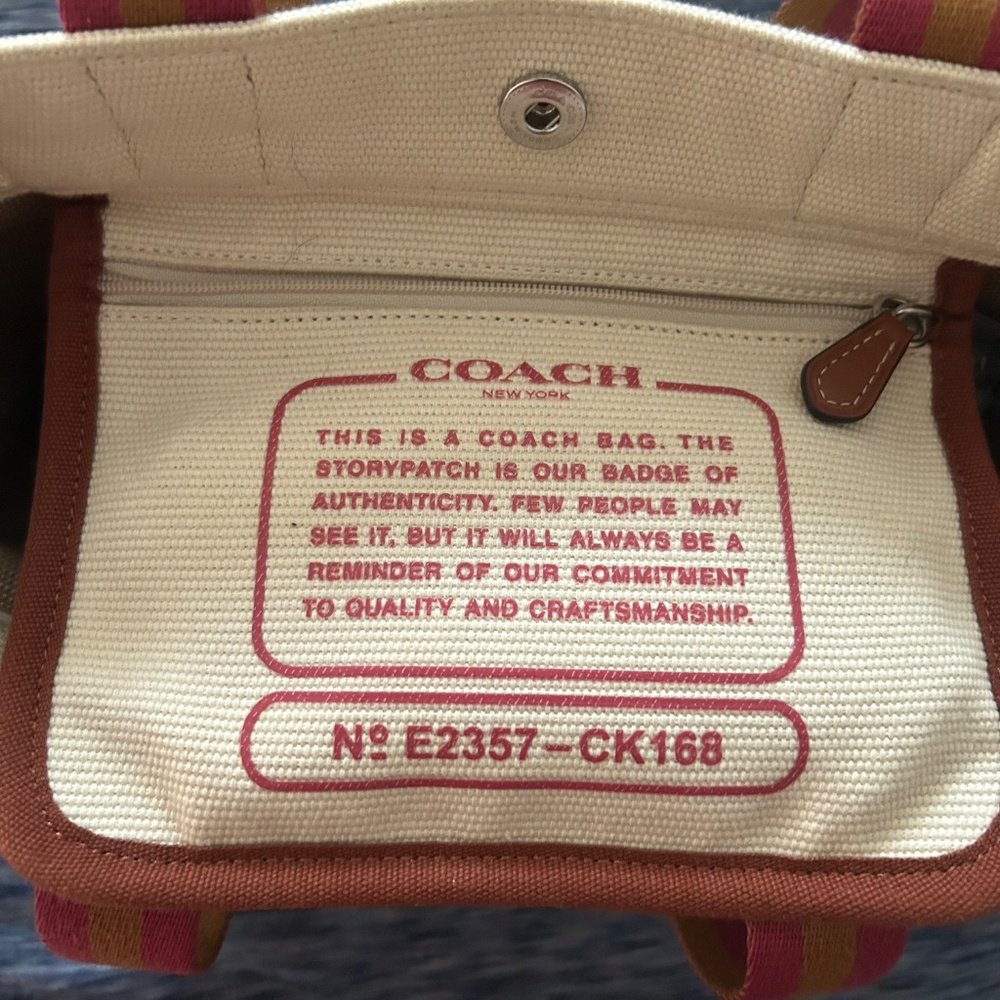 COACH
NEW YORK
THIS IS A COACH BAG. THE
STORYPATCH IS OUR BADGE OF
AUTHENTICITY. FEW PEOPLE MAY
SEE IT, BUT IT WILL ALWAYS BE A
REMINDER OF OUR COMMITMENT
TO QUALITY AND CRAFTSMANSHIP.
Nº E2357–CK168